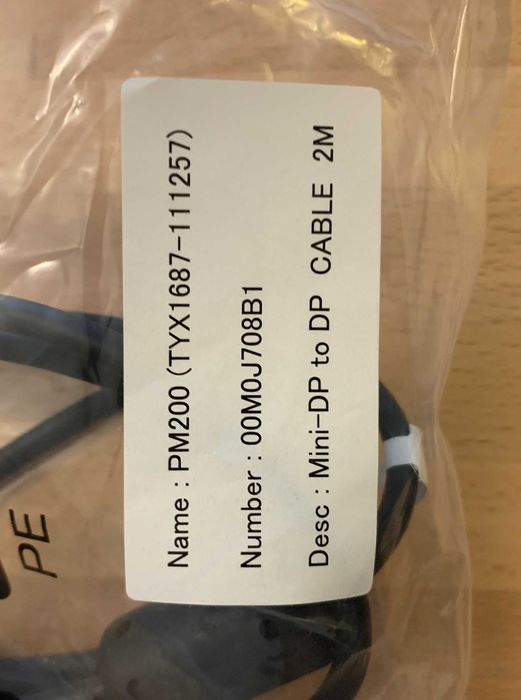 Name : PM200 (TYX1687-111257)
Number : 00M0J708B1
Desc : Mini-DP to DP CABLE 2M
PE